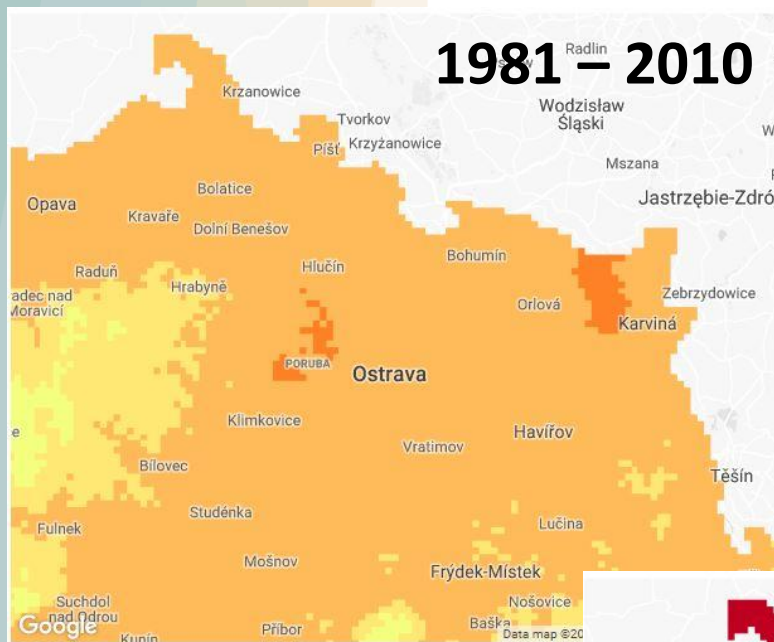 1981 – 2010
Radlin
Krzanowice
Wodzisław
Śląski
Tvorkov
Píšť
Krzyżanowice
Mszana
Jastrzębie-Zdró
Bolatice
Opava
Kravaře
Dolní Benešov
Bohumín
Raduň
Hlučín
Hrabyně
adec nad
Moravicí
Orlová
Zebrzydowice
Karviná
PORUBA
Ostrava
Klimkovice
Havířov
Vratimov
Bílovec
Těšín
Studénka
Lučina
Fulnek
Mošnov
Frýdek-Místek
Suchdol
nad Odrou
Nošovice
Baška
Google
Kunín
Příbor
Data map ©20